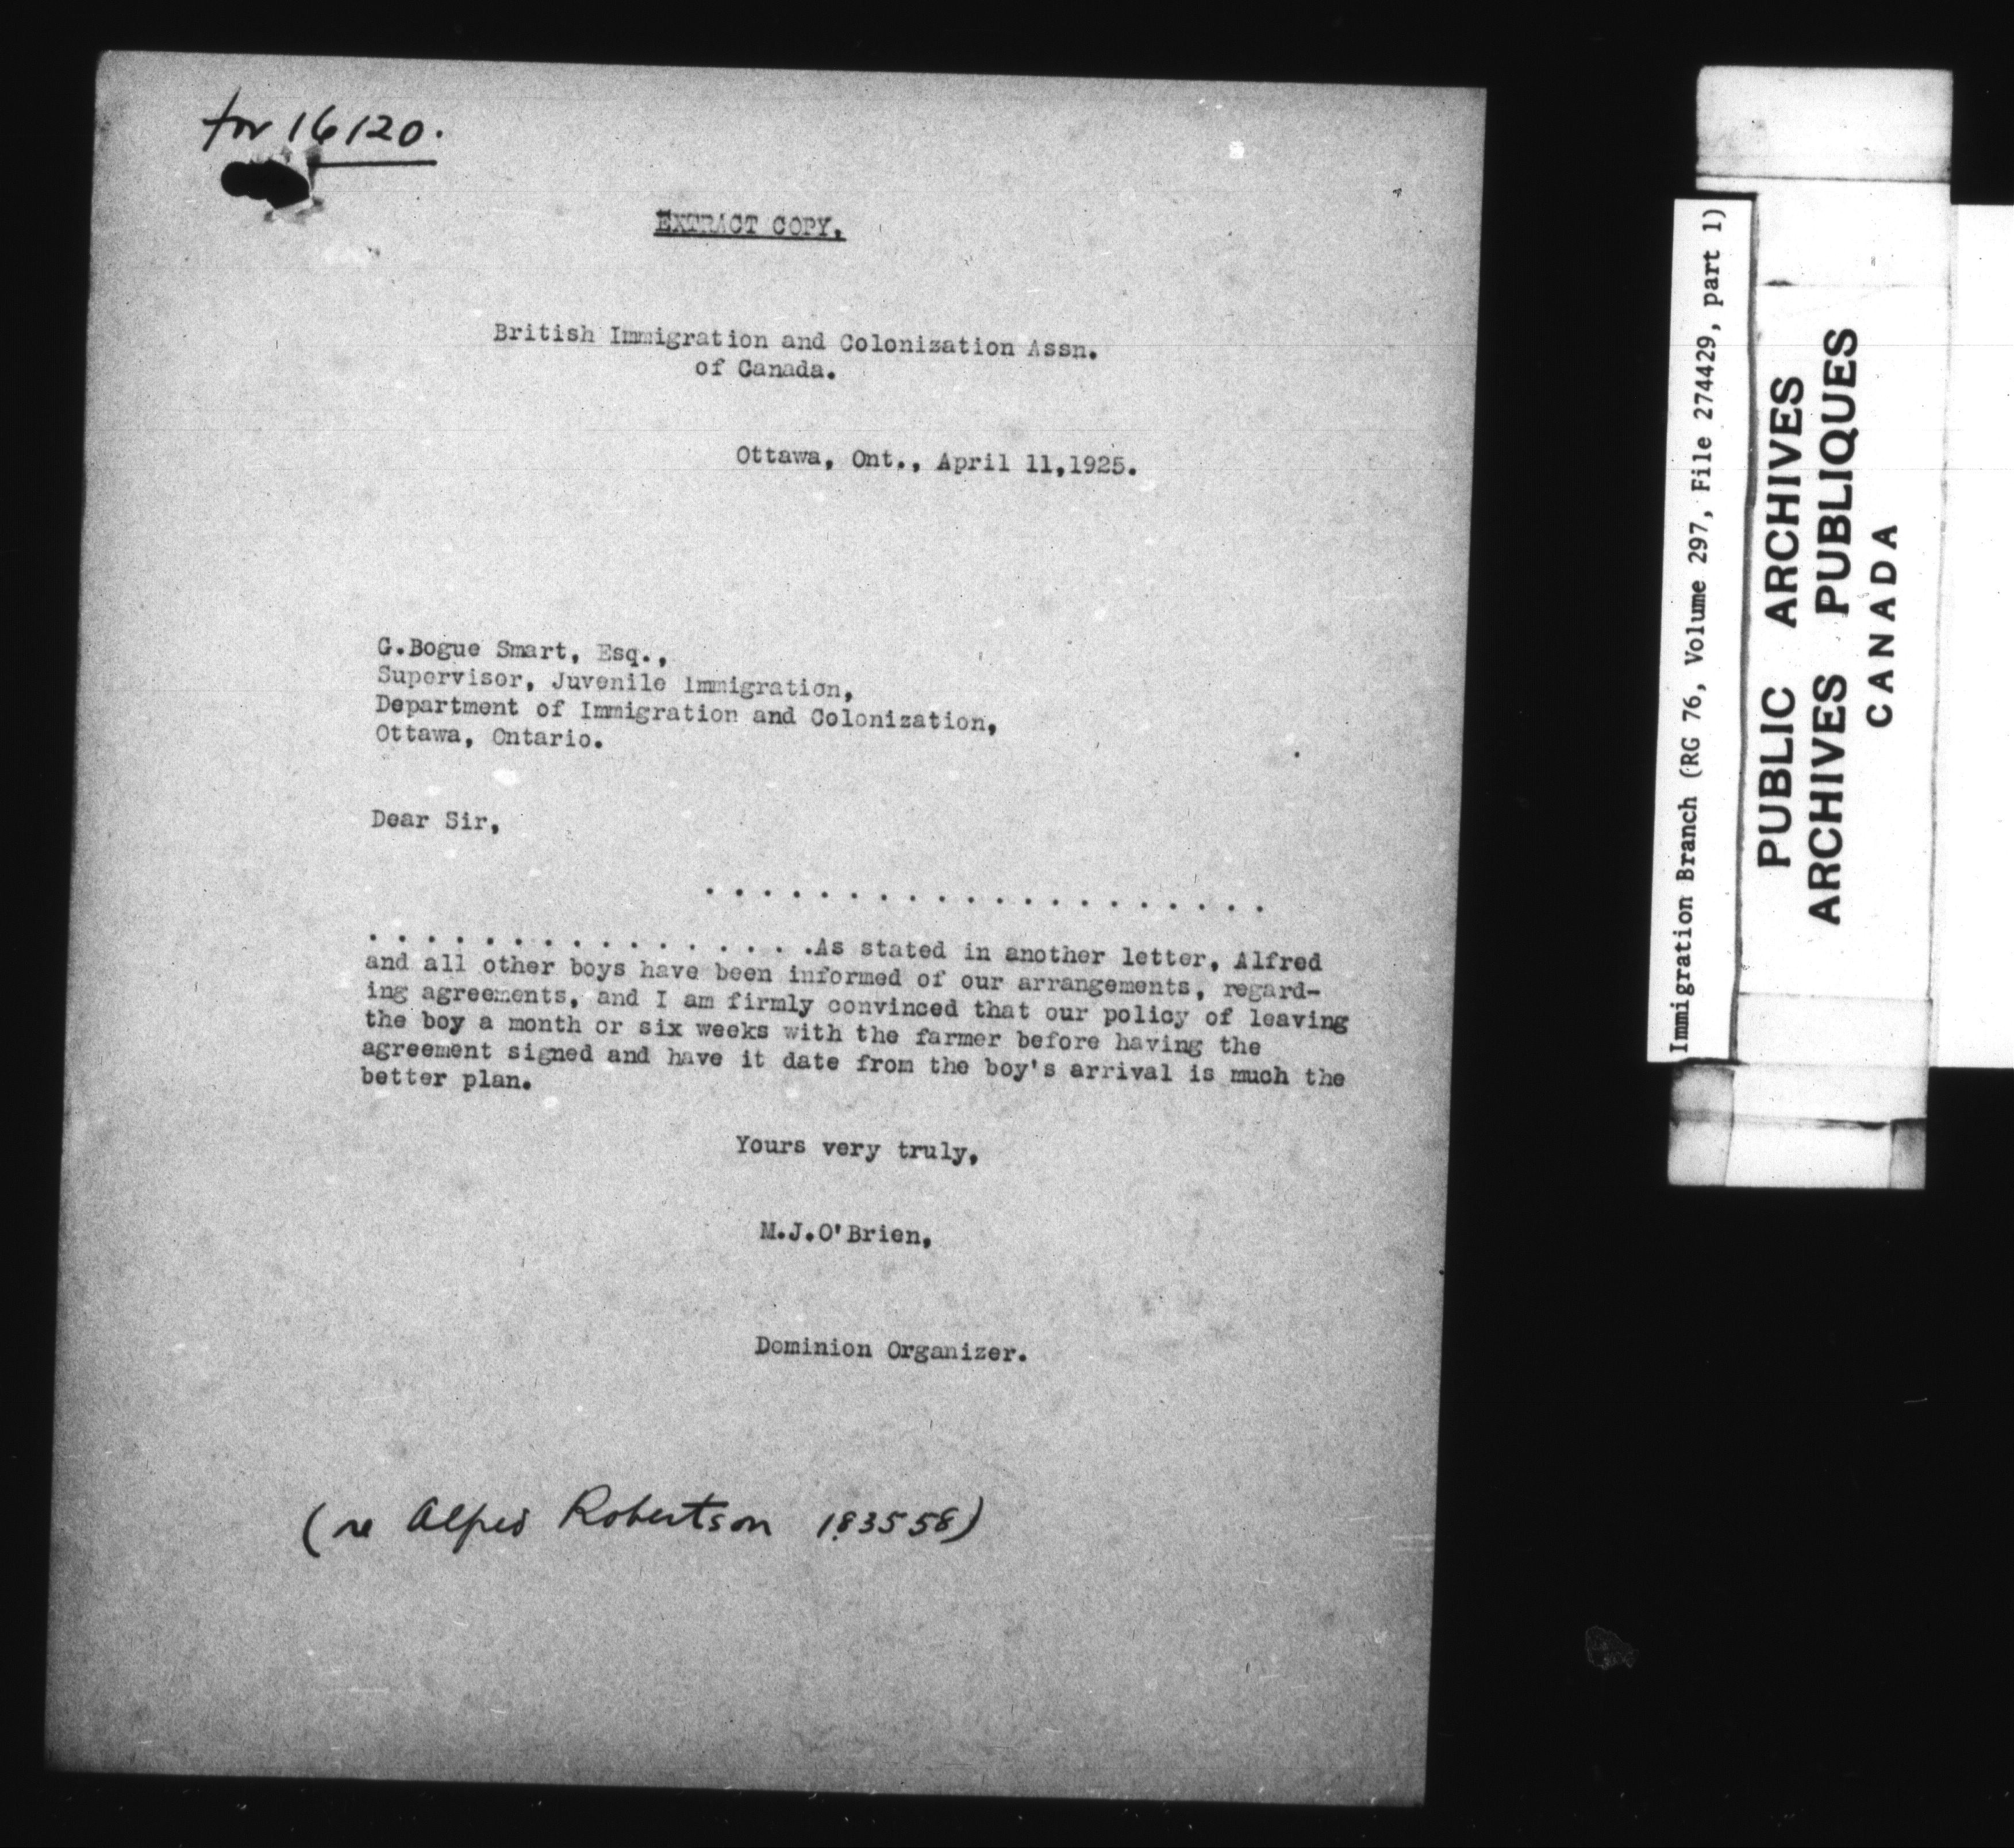 for 16120.
EXTRACT COPY.
British Immigration and Colonization Assn.
of Canada.
Ottawa, Ont., April 11,1925.
G.Bogue Smart, Esq.,
Supervisor, Juvenile Immigration,
Department of Immigration and Colonization,
Ottawa, Ontario.
Dear Sir,
. . . . . . . . . . . . . . . . . . . .
. . . . . . . . . . . . . . . .As stated in another letter, Alfred
and all other boys have been informed of our arrangements, regard-
ing agreements, and I am firmly convinced that our policy of leaving
the boy a month or six weeks with the farmer before having the
agreement signed and have it date from the boy's arrival is much the
better plan.
Yours very truly,
M.J.O'Brien,
Dominion Organizer.
(re Alfred Robertson 183558)
Immigration Branch (RG 76, Volume 297, File 274429, part 1)
PUBLIC ARCHIVES
ARCHIVES PUBLIQUES
CANADA